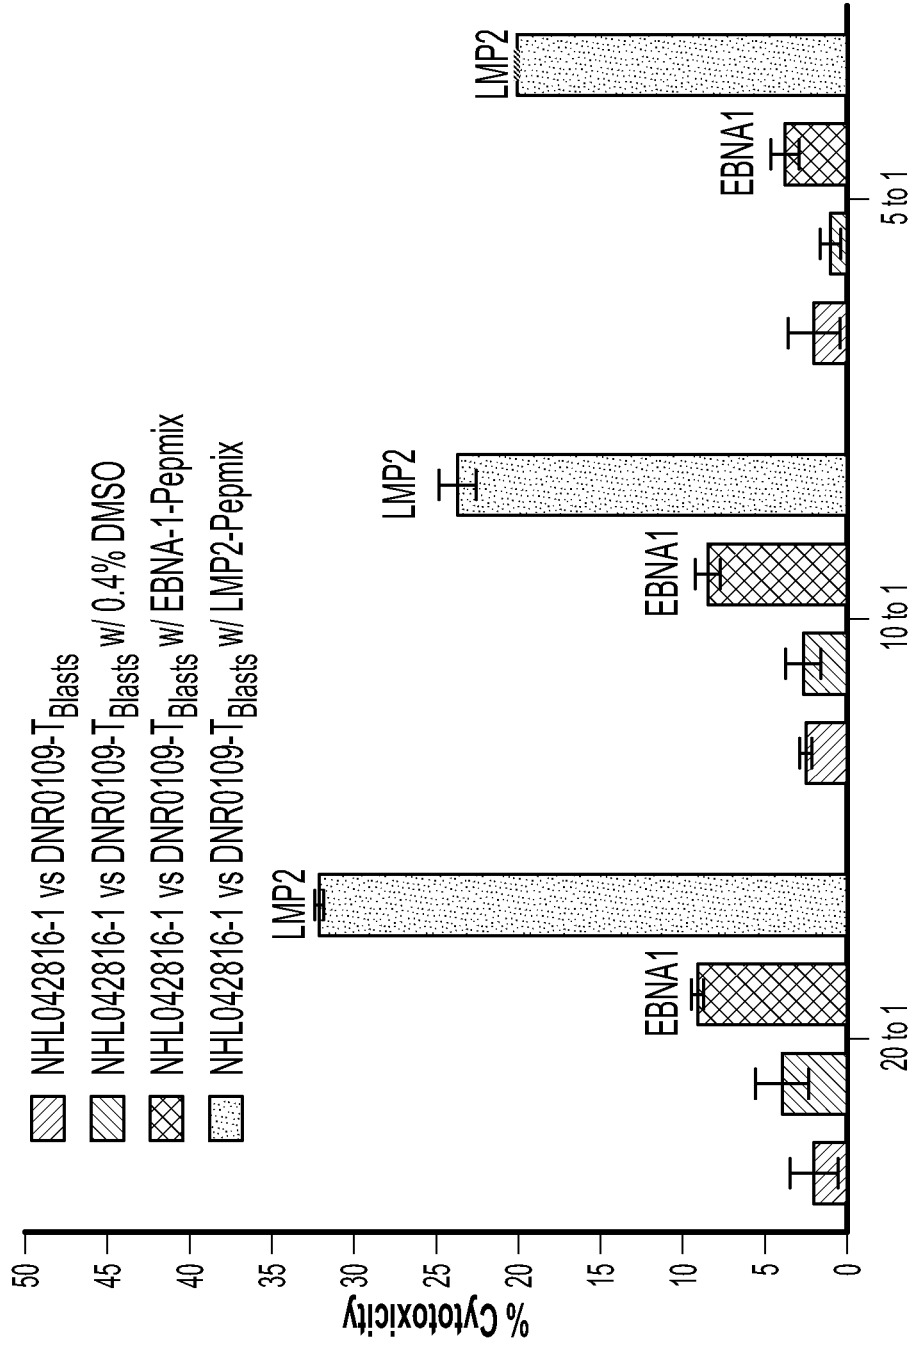 NHL042816-1 vs DNR0109-TBlasts
NHL042816-1 vs DNR0109-TBlasts w/ 0.4% DMSO
NHL042816-1 vs DNR0109-TBlasts w/ EBNA-1-Pepmix
NHL042816-1 vs DNR0109-TBlasts w/ LMP2-Pepmix
% Cytotoxicity
50
45
40
35
30
25
20
15
10
5
0
EBNA1
LMP2
EBNA1
LMP2
EBNA1
LMP2
20 to 1
10 to 1
5 to 1